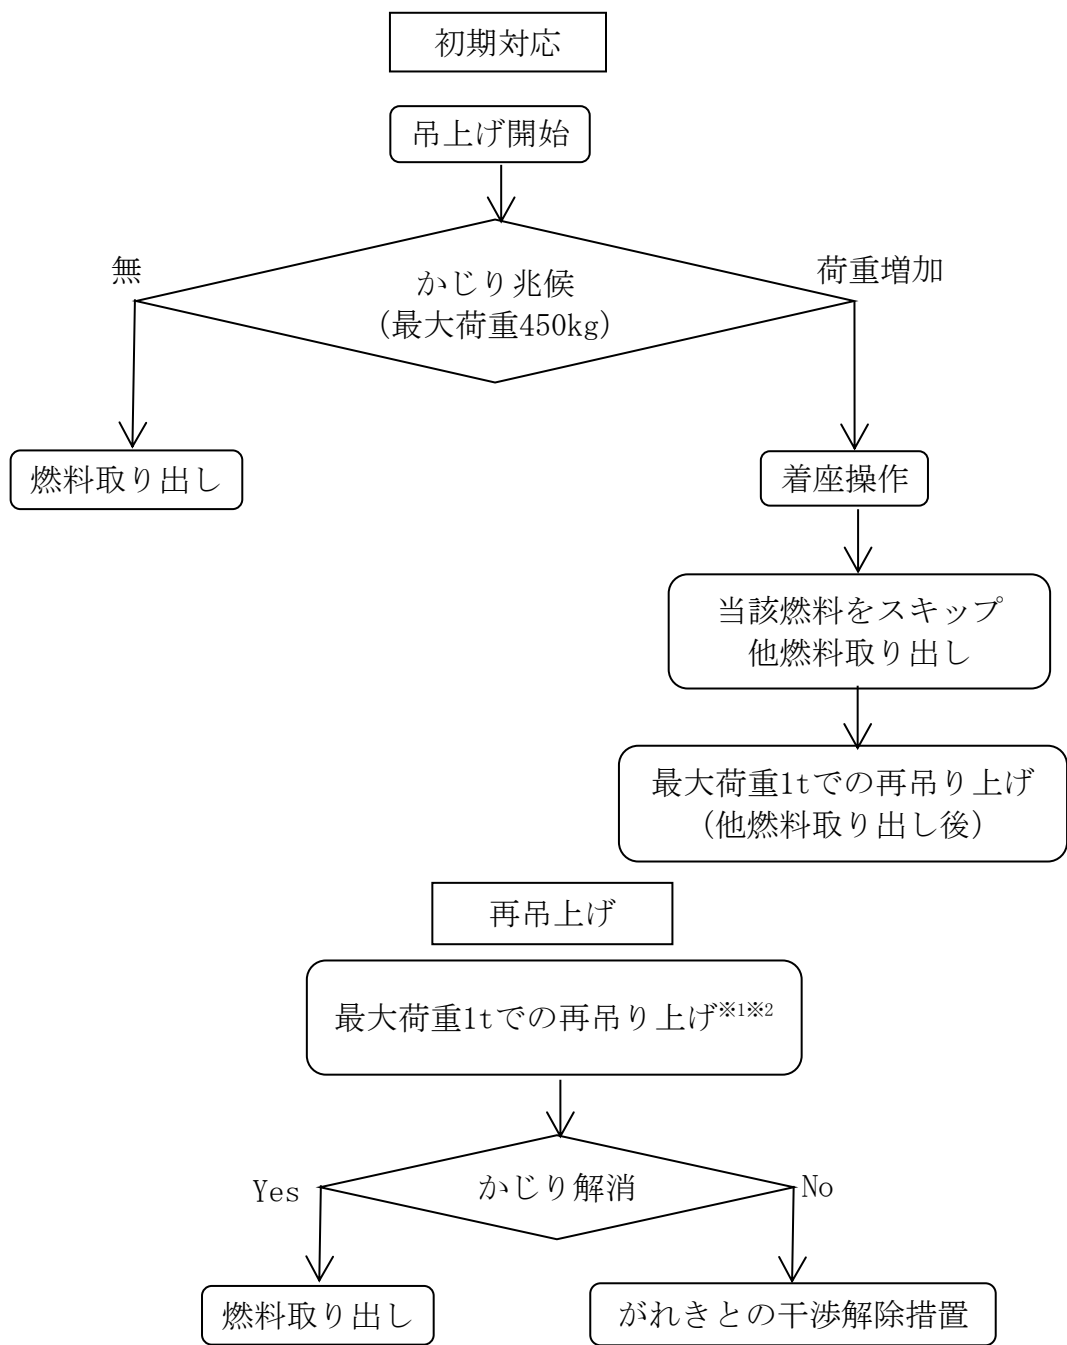 初期対応
吊上げ開始
無
荷重増加
かじり兆候
(最大荷重450kg)
燃料取り出し
着座操作
当該燃料をスキップ
他燃料取り出し
最大荷重1tでの再吊り上げ
(他燃料取り出し後)
再吊上げ
最大荷重1tでの再吊り上げ※1※2
Yes
かじり解消
No
燃料取り出し
がれきとの干渉解除措置